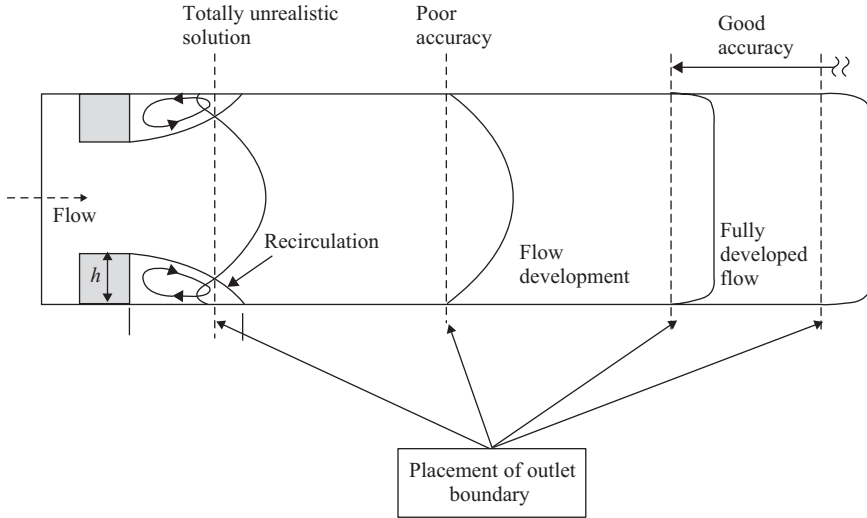 Totally unrealistic
solution
Poor
accuracy
Good
accuracy
Flow
Recirculation
h
Flow
development
Fully
developed
flow
Placement of outlet
boundary